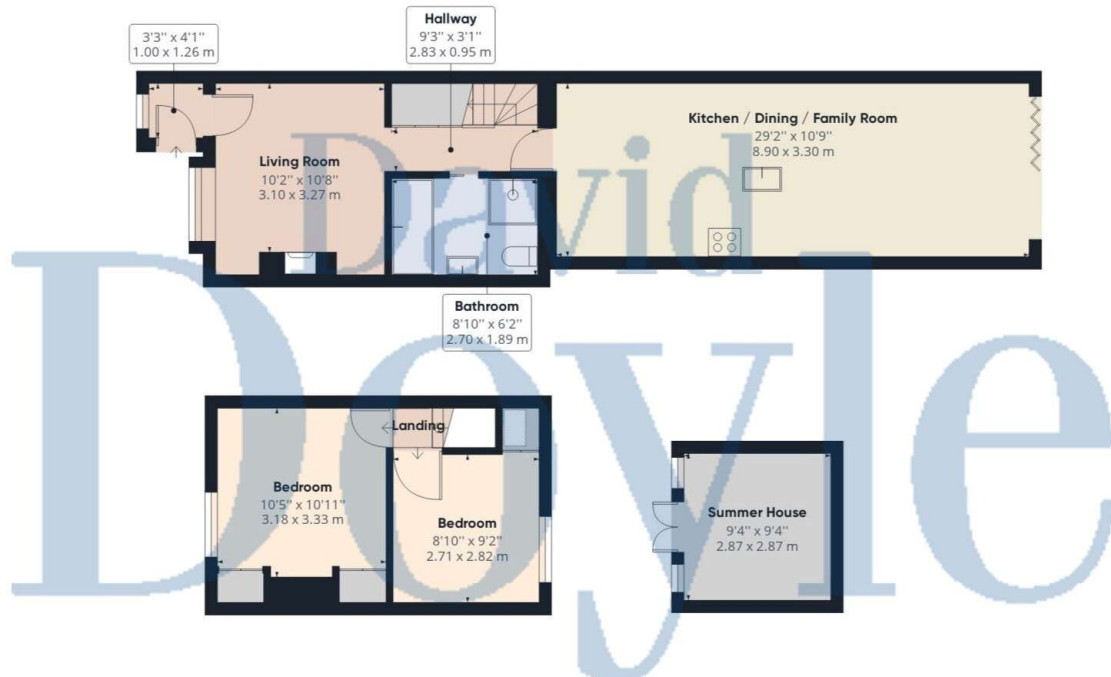 3'3" x 4'1"
1.00 x 1.26 m
Hallway
9'3" x 3'1"
2.83 x 0.95 m
Living Room
10'2" x 10'8"
3.10 x 3.27 m
Kitchen / Dining / Family Room
29'2" x 10'9"
8.90 x 3.30 m
Bathroom
8'10" x 6'2"
2.70 x 1.89 m
David
Doyle
Landing
Bedroom
10'5" x 10'11"
3.18 x 3.33 m
Bedroom
8'10" x 9'2"
2.71 x 2.82 m
Summer House
9'4" x 9'4"
2.87 x 2.87 m